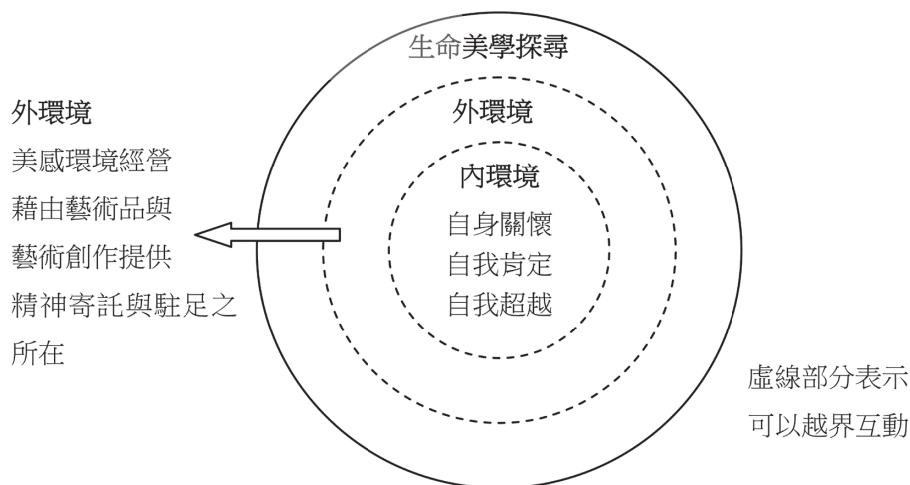 生命美學探尋
外環境
內環境
自身關懷
自我肯定
自我超越
外環境
美感環境經營
藉由藝術品與
藝術創作提供
精神寄託與駐足之
所在
虛線部分表示
可以越界互動